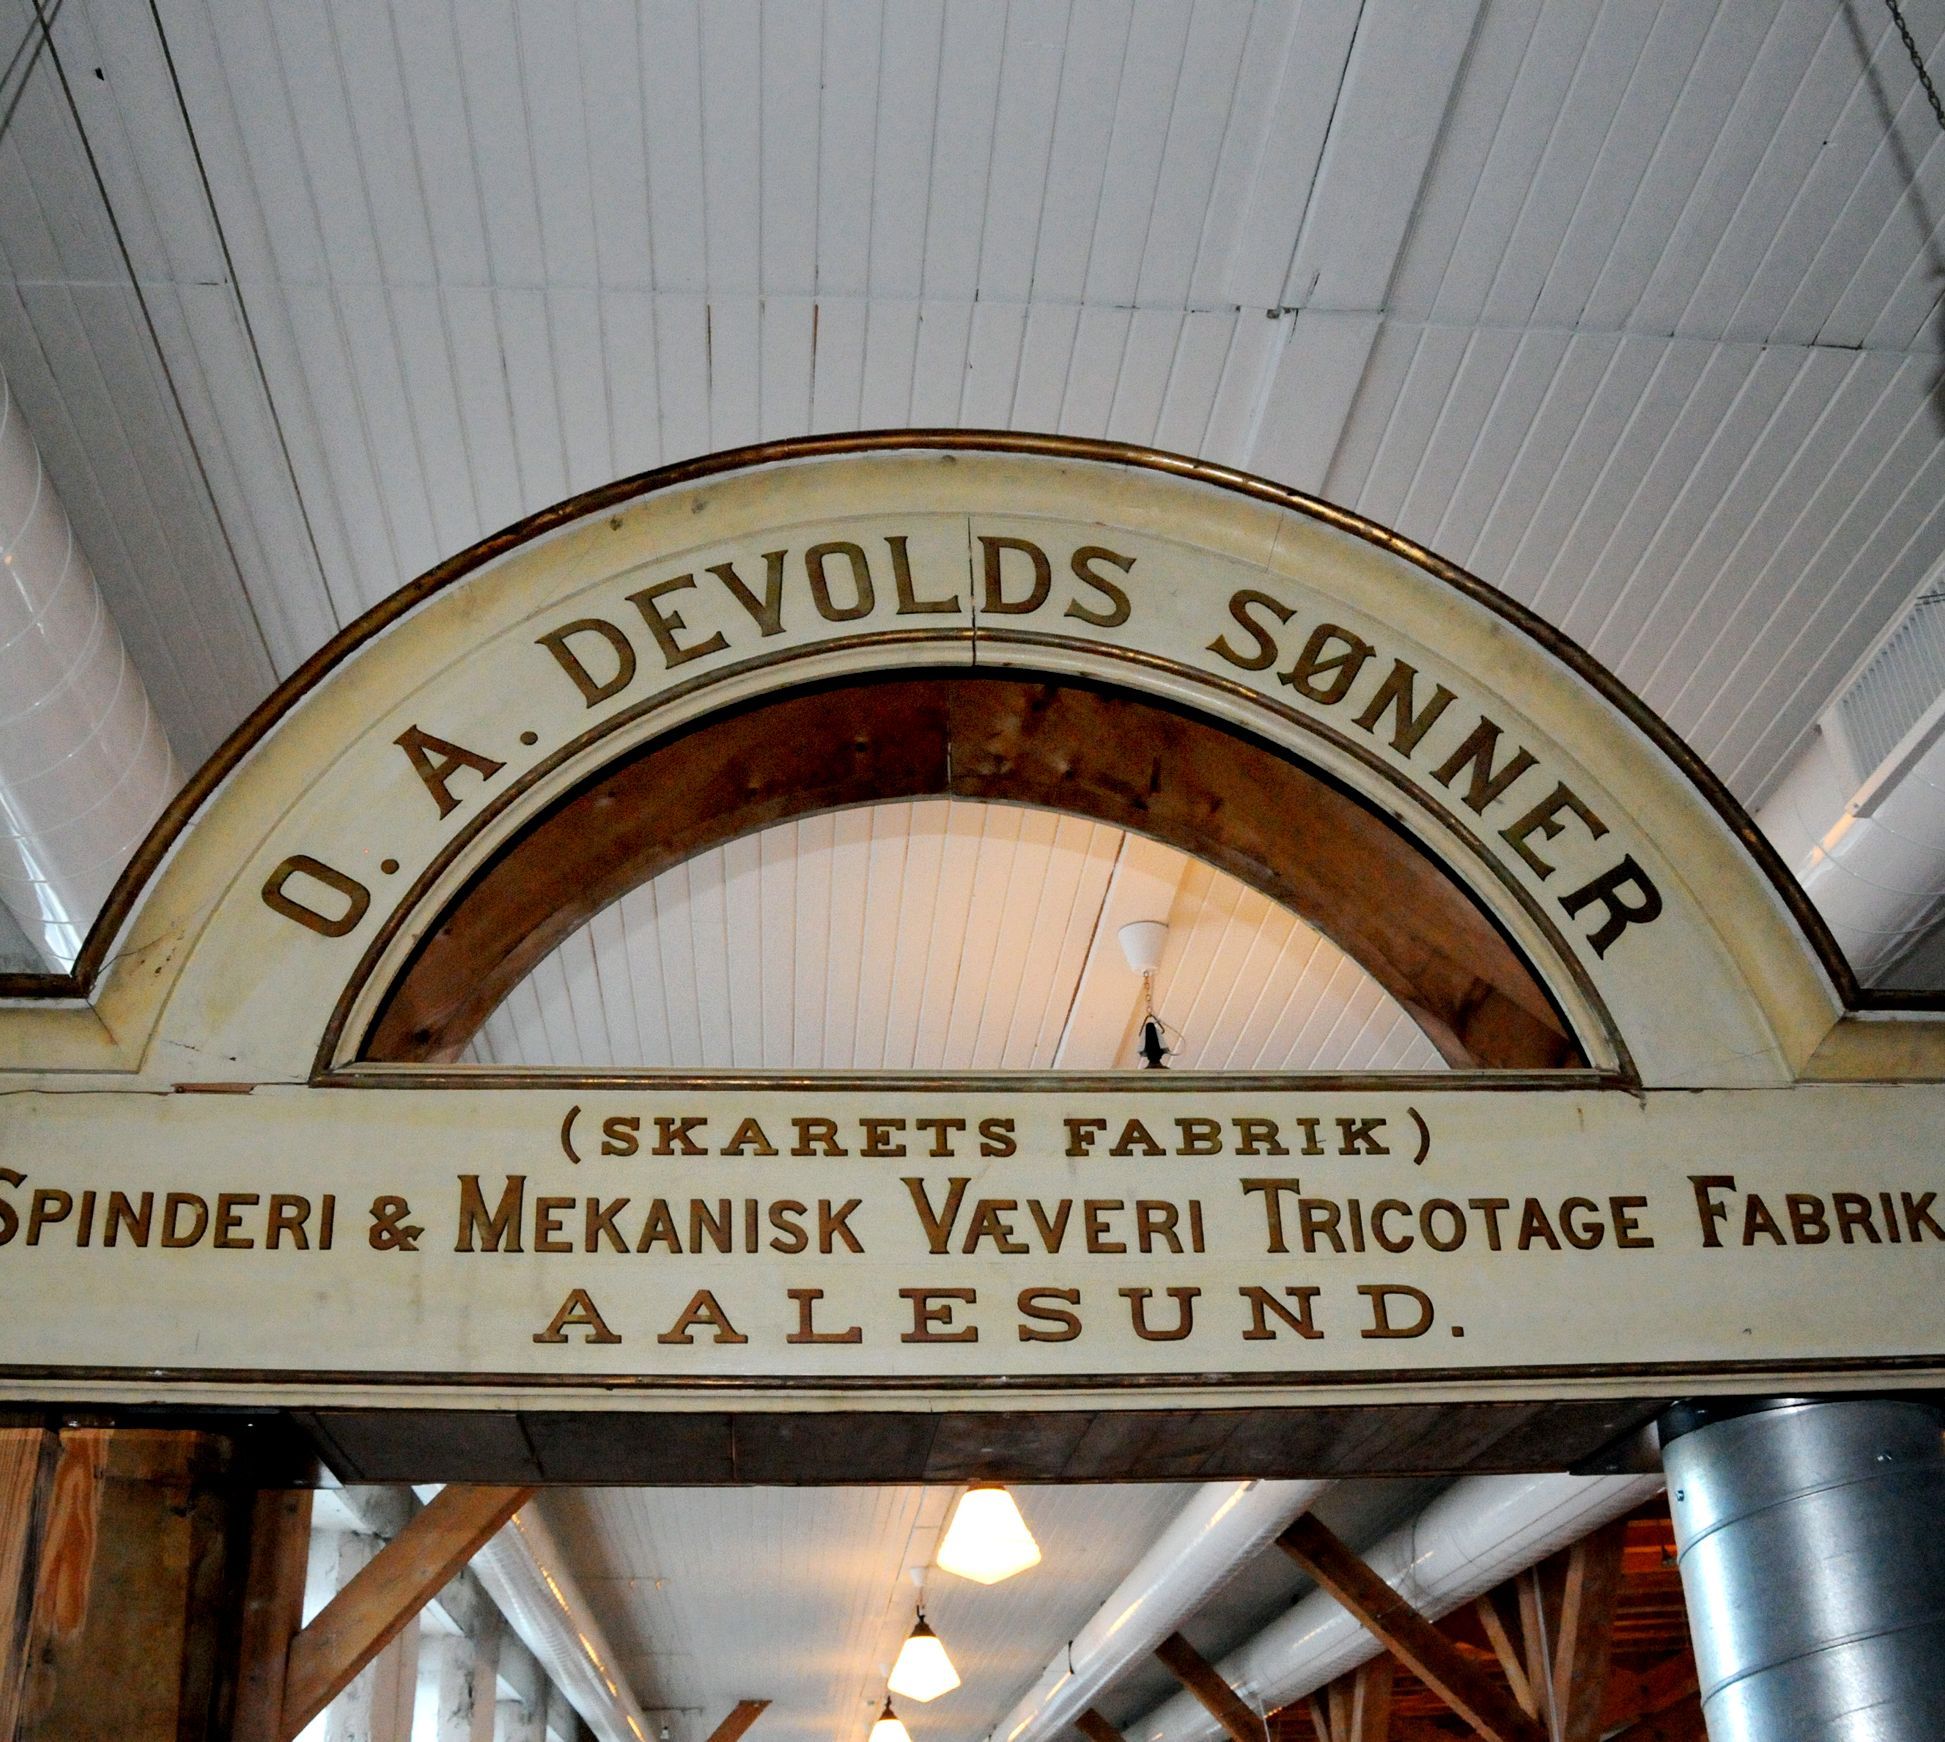 O. A. DEVOLDS SØNNER
(SKARETS FABRIK)
SPINDERI & MEKANISK VÆVERI TRICOTAGE FABRIK
AALESUND.